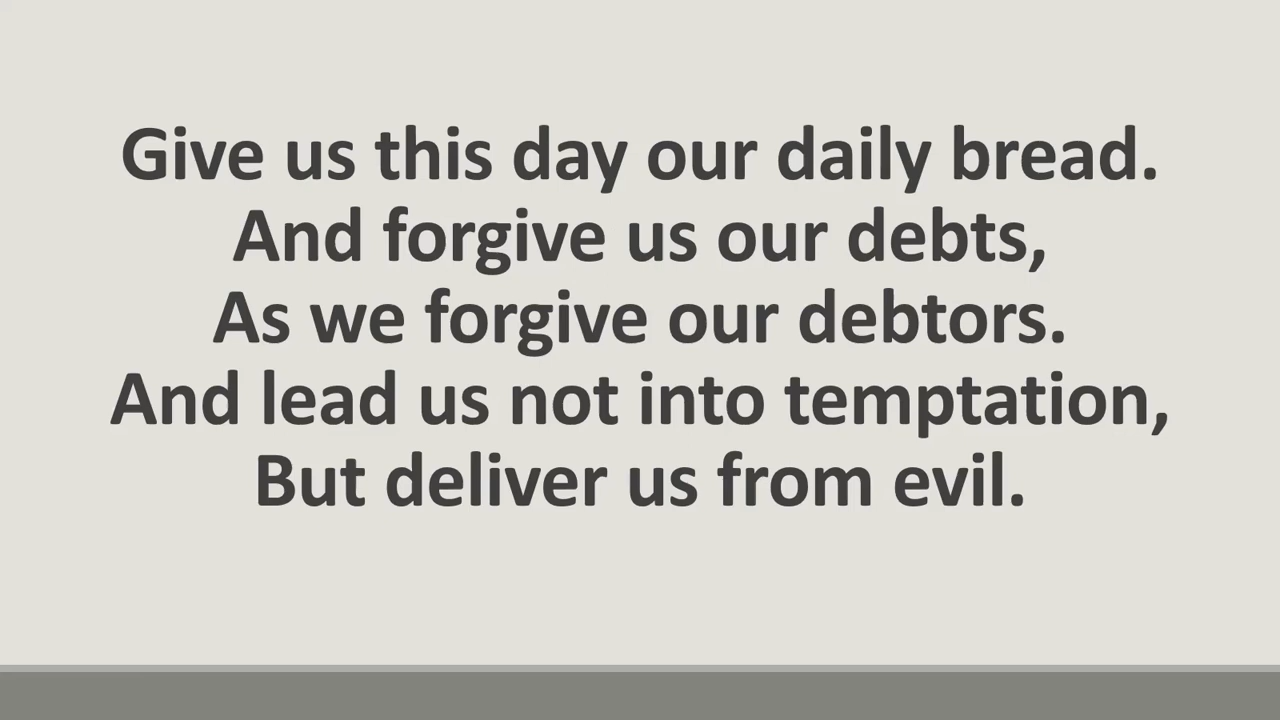 Give us this day our daily bread.
And forgive us our debts,
As we forgive our debtors.
And lead us not into temptation,
But deliver us from evil.